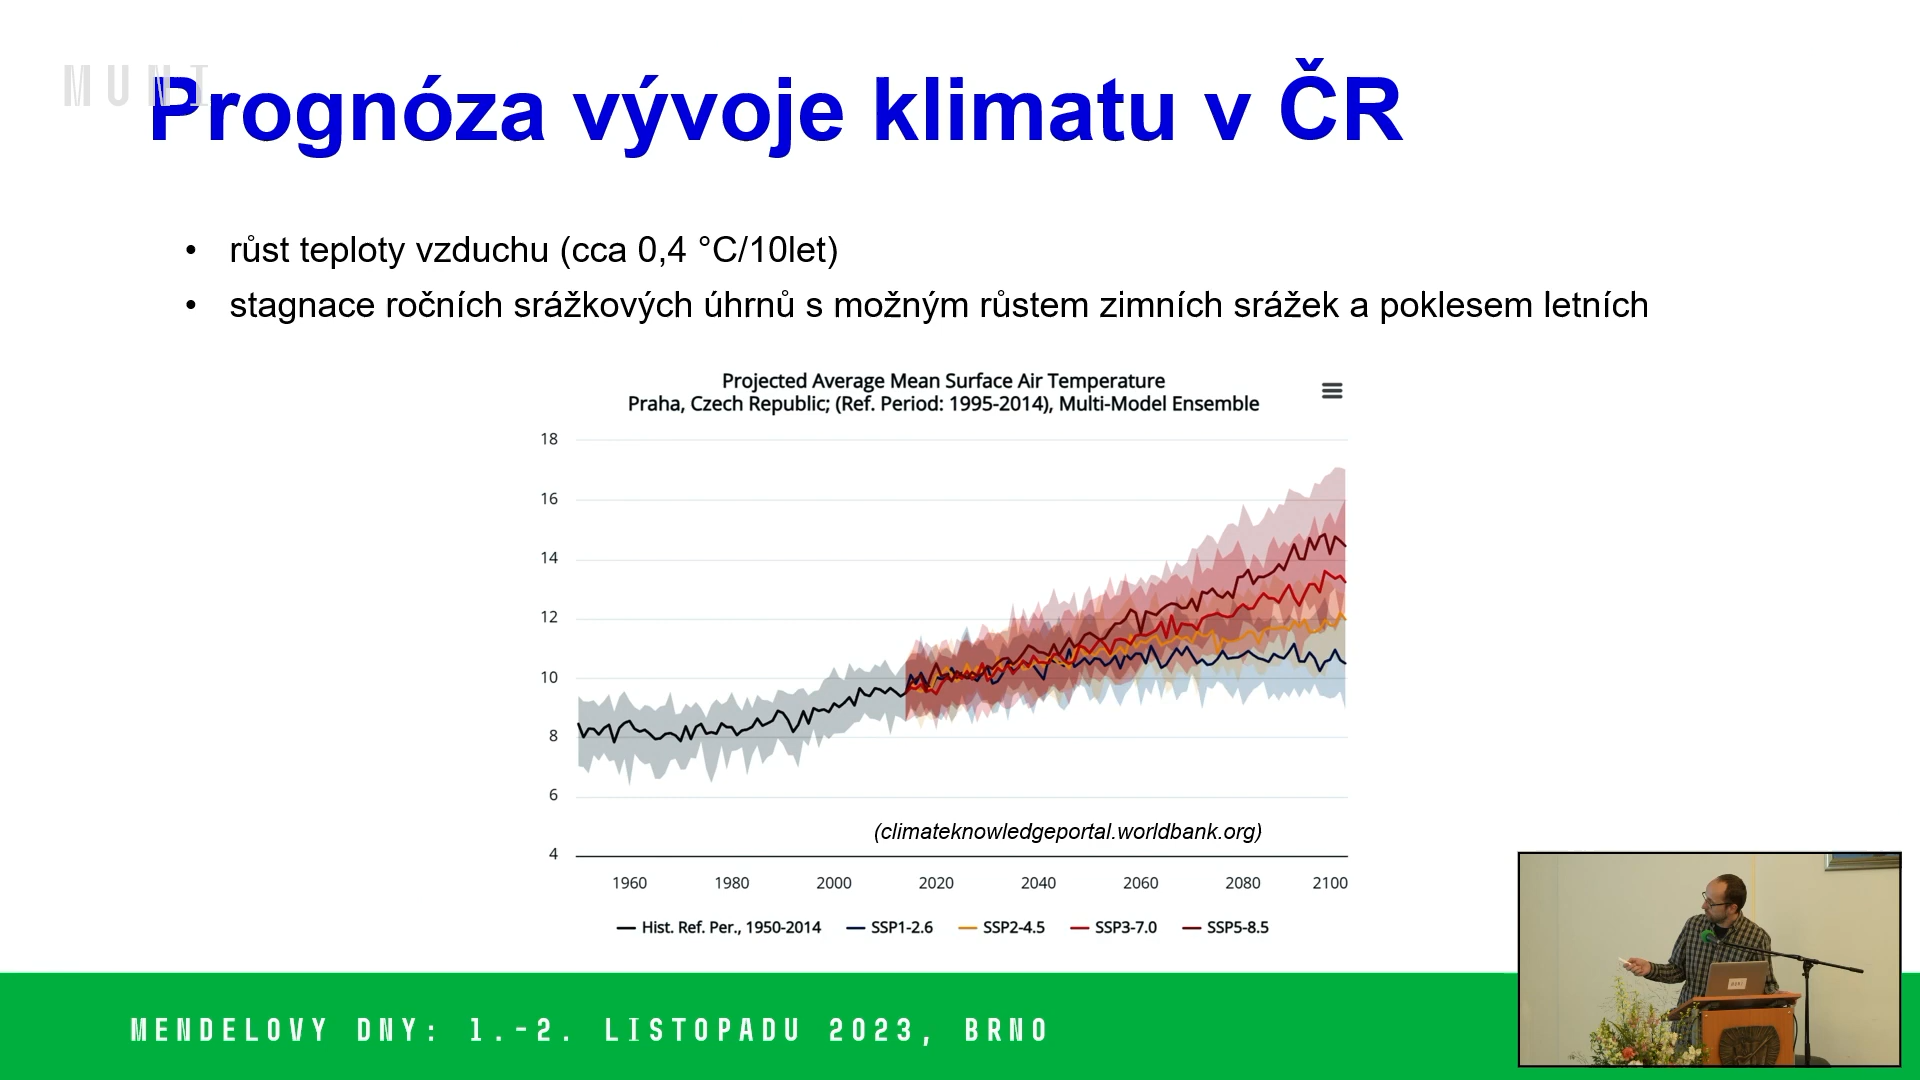 MUNI
Prognóza vývoje klimatu v ČR
• růst teploty vzduchu (cca 0,4 °C/10let)
• stagnace ročních srážkových úhrnů s možným růstem zimních srážek a poklesem letních
Projected Average Mean Surface Air Temperature
Praha, Czech Republic; (Ref. Period: 1995-2014), Multi-Model Ensemble
18
16
14
12
10
8
6
4
(climateknowledgeportal.worldbank.org)
1960 1980 2000 2020 2040 2060 2080 2100
Hist. Ref. Per., 1950-2014 SSP1-2.6 SSP2-4.5 SSP3-7.0 SSP5-8.5
MENDELOVY DNY: 1.-2. LISTOPADU 2023, BRNO